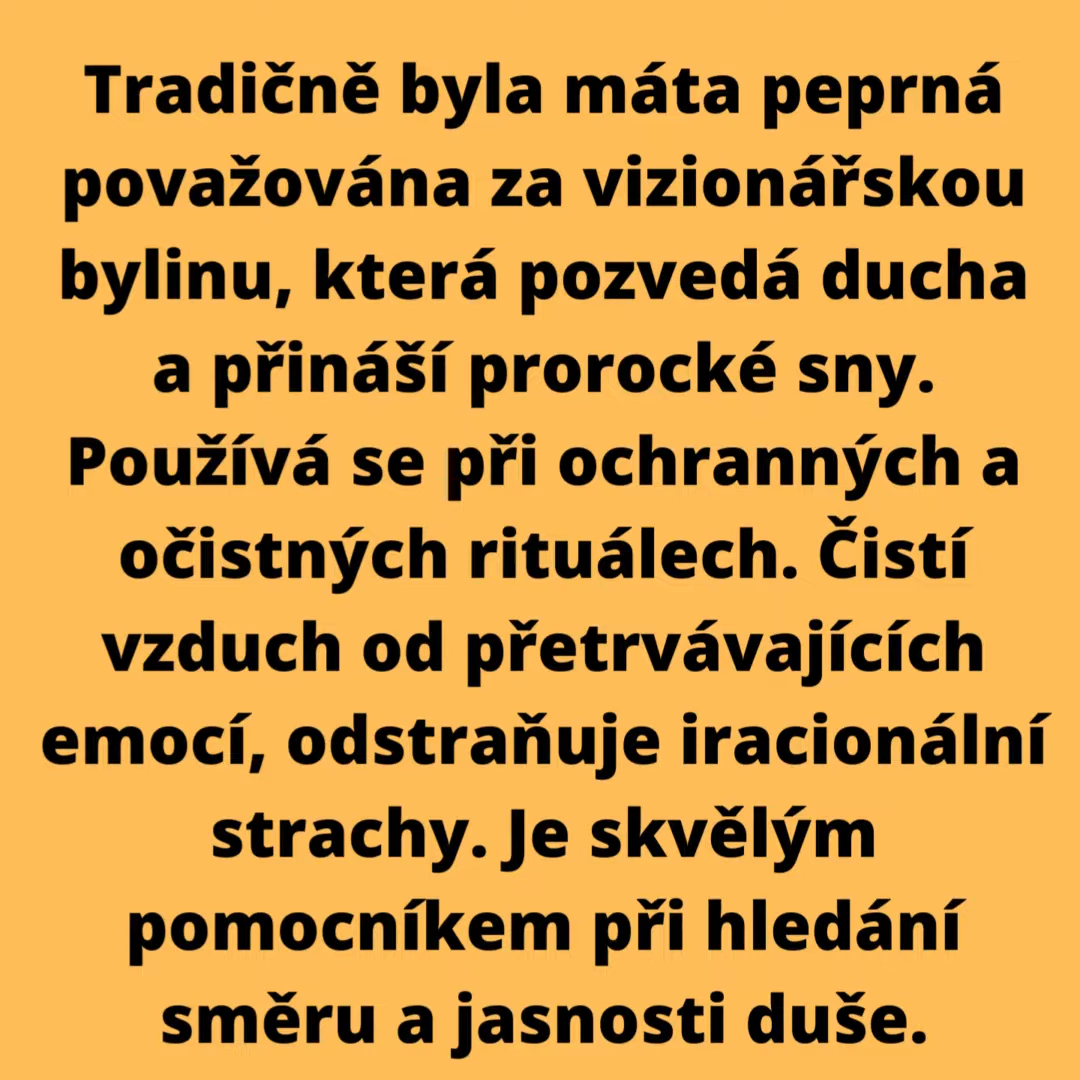 Tradičně byla máta peprná
považována za vizionářskou
bylinu, která pozvedá ducha
a přináší prorocké sny.
Používá se při ochranných a
očistných rituálech. Čistí
vzduch od přetrvávajících
emocí, odstraňuje iracionální
strachy. Je skvělým
pomocníkem při hledání
směru a jasnosti duše.